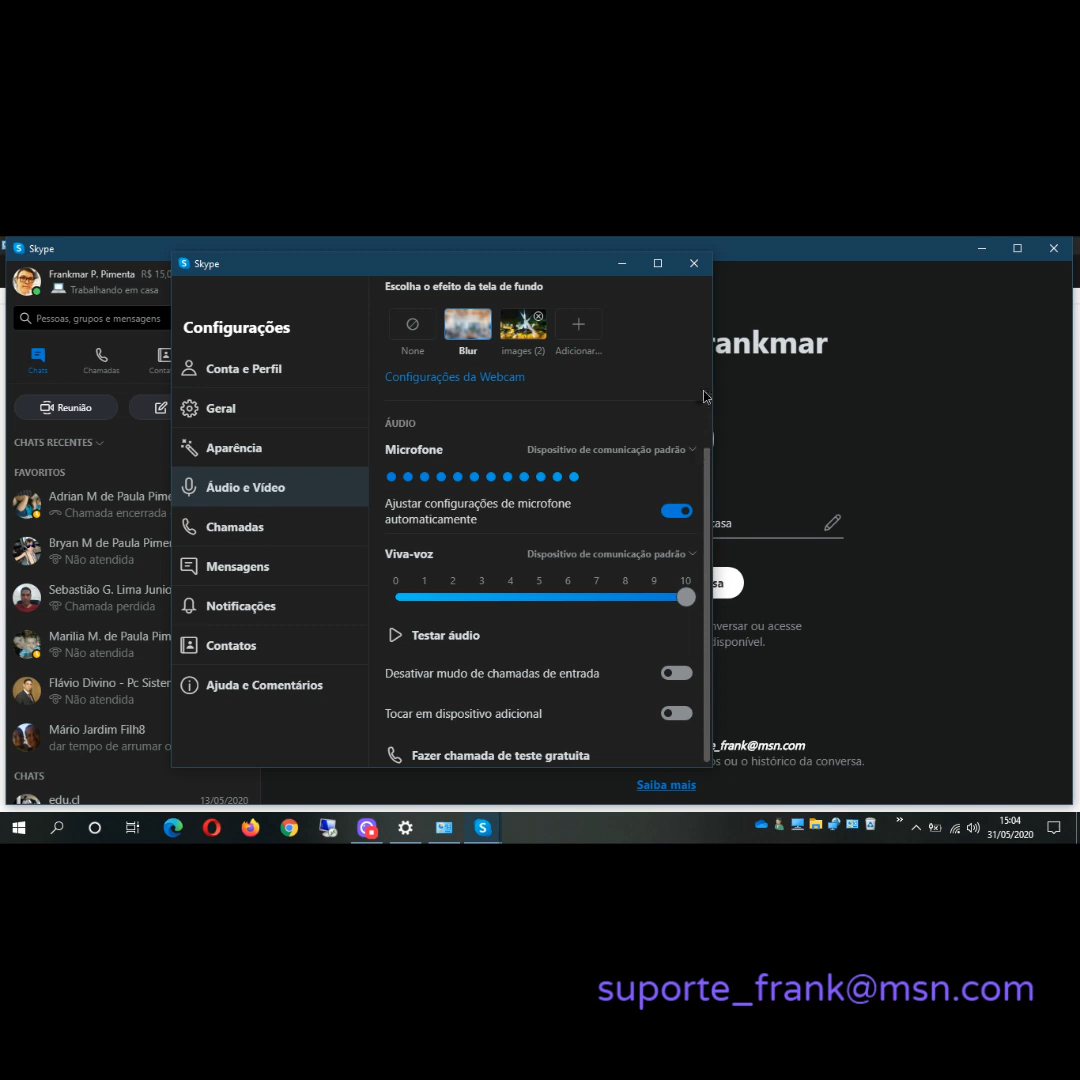 Skype
Frankmar P. Pimenta R$ 15,0
Trabalhando em casa
Pessoas, grupos e mensagens
Chats
Chamadas
Conta
Reunião
CHATS RECENTES
FAVORITOS
Adrian M de Paula Pime
Chamada encerrada
Bryan M de Paula Pimer
Não atendida
Sebastião G. Lima Junio
Chamada perdida
Marilia M. de Paula Pim
Não atendida
Flávio Divino - Pc Sister
Não atendida
Mário Jardim Filh8
dar tempo de arrumar o
CHATS
edu.cl 13/05/2020
Skype
Configurações
Conta e Perfil
Geral
Aparência
Áudio e Vídeo
Chamadas
Mensagens
Notificações
Contatos
Ajuda e Comentários
Escolha o efeito da tela de fundo
None
Blur
images (2)
Adicionar...
Configurações da Webcam
ÁUDIO
Microfone Dispositivo de comunicação padrão
Ajustar configurações de microfone
automaticamente
Viva-voz Dispositivo de comunicação padrão
0 1 2 3 4 5 6 7 8 9 10
Testar áudio
Desativar mudo de chamadas de entrada
Tocar em dispositivo adicional
Fazer chamada de teste gratuita
rankmar
casa
sa
nversar ou acesse
disponível.
_frank@msn.com
os ou o histórico da conversa.
Saiba mais
15:04
31/05/2020
suporte_frank@msn.com